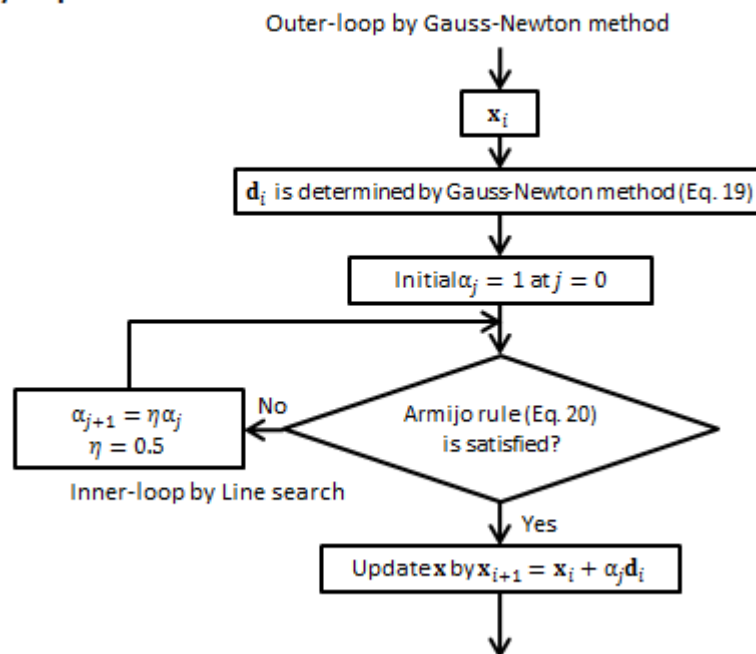 Outer-loop by Gauss-Newton method
𝐱ᵢ
𝐝ᵢ is determined by Gauss-Newton method (Eq. 19)
Initial αⱼ = 1 at j = 0
αⱼ₊₁ = ηαⱼ
η = 0.5
No
Armijo rule (Eq. 20)
is satisfied?
Inner-loop by Line search
Yes
Update 𝐱 by 𝐱ᵢ₊₁ = 𝐱ᵢ + αⱼ𝐝ᵢ